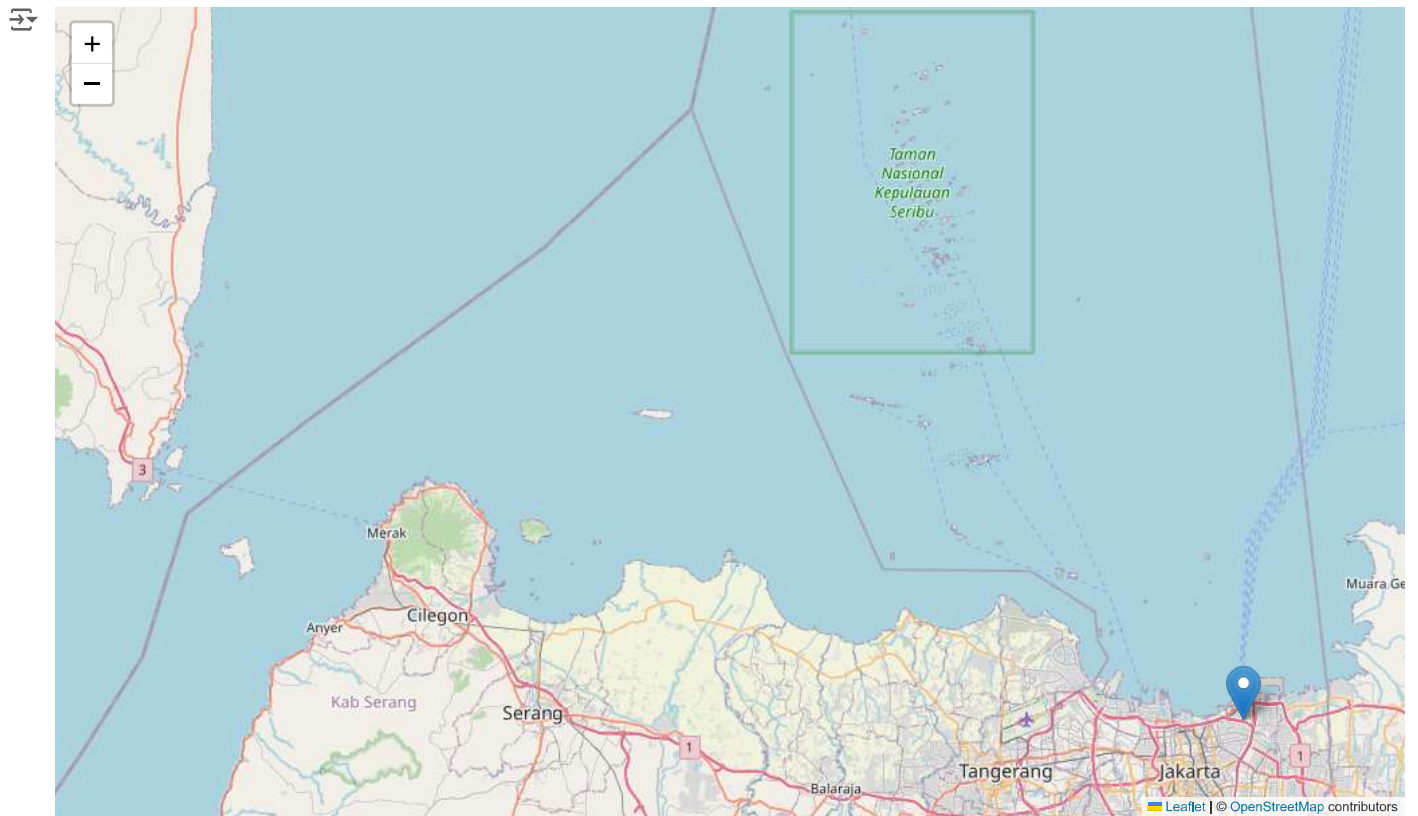 +
−
Taman
Nasional
Kepulauan
Seribu
3
Merak
Muara Ge
Cilegon
Anyer
Kab Serang
Serang
1
1
Tangerang
Jakarta
Balaraja
Leaflet | © OpenStreetMap contributors